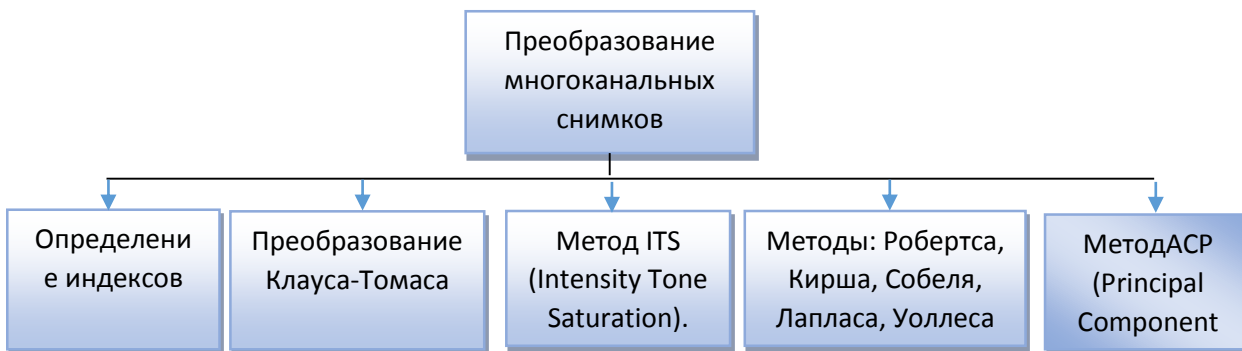 Преобразование
многоканальных
снимков
Определени
е индексов
Преобразование
Клауса-Томаса
Метод ITS
(Intensity Tone
Saturation).
Методы: Робертса,
Кирша, Собеля,
Лапласа, Уоллеса
МетодACP
(Principal
Component